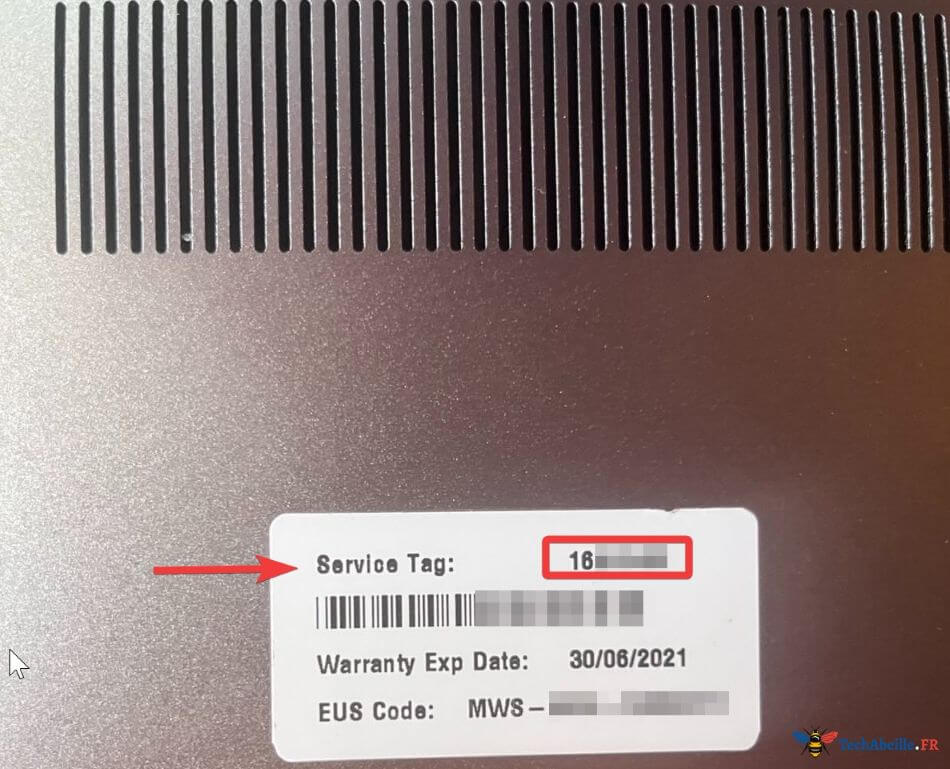 Service Tag: 16
Warranty Exp Date: 30/06/2021
EUS Code: MWS –
TechAbeille.FR